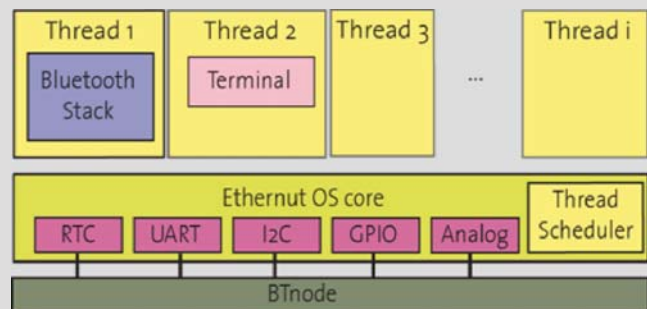 Thread 1
Thread 2
Thread 3
Thread i
Bluetooth
Stack
Terminal
...
Ethernut OS core
Thread
Scheduler
RTC
UART
I2C
GPIO
Analog
BTnode